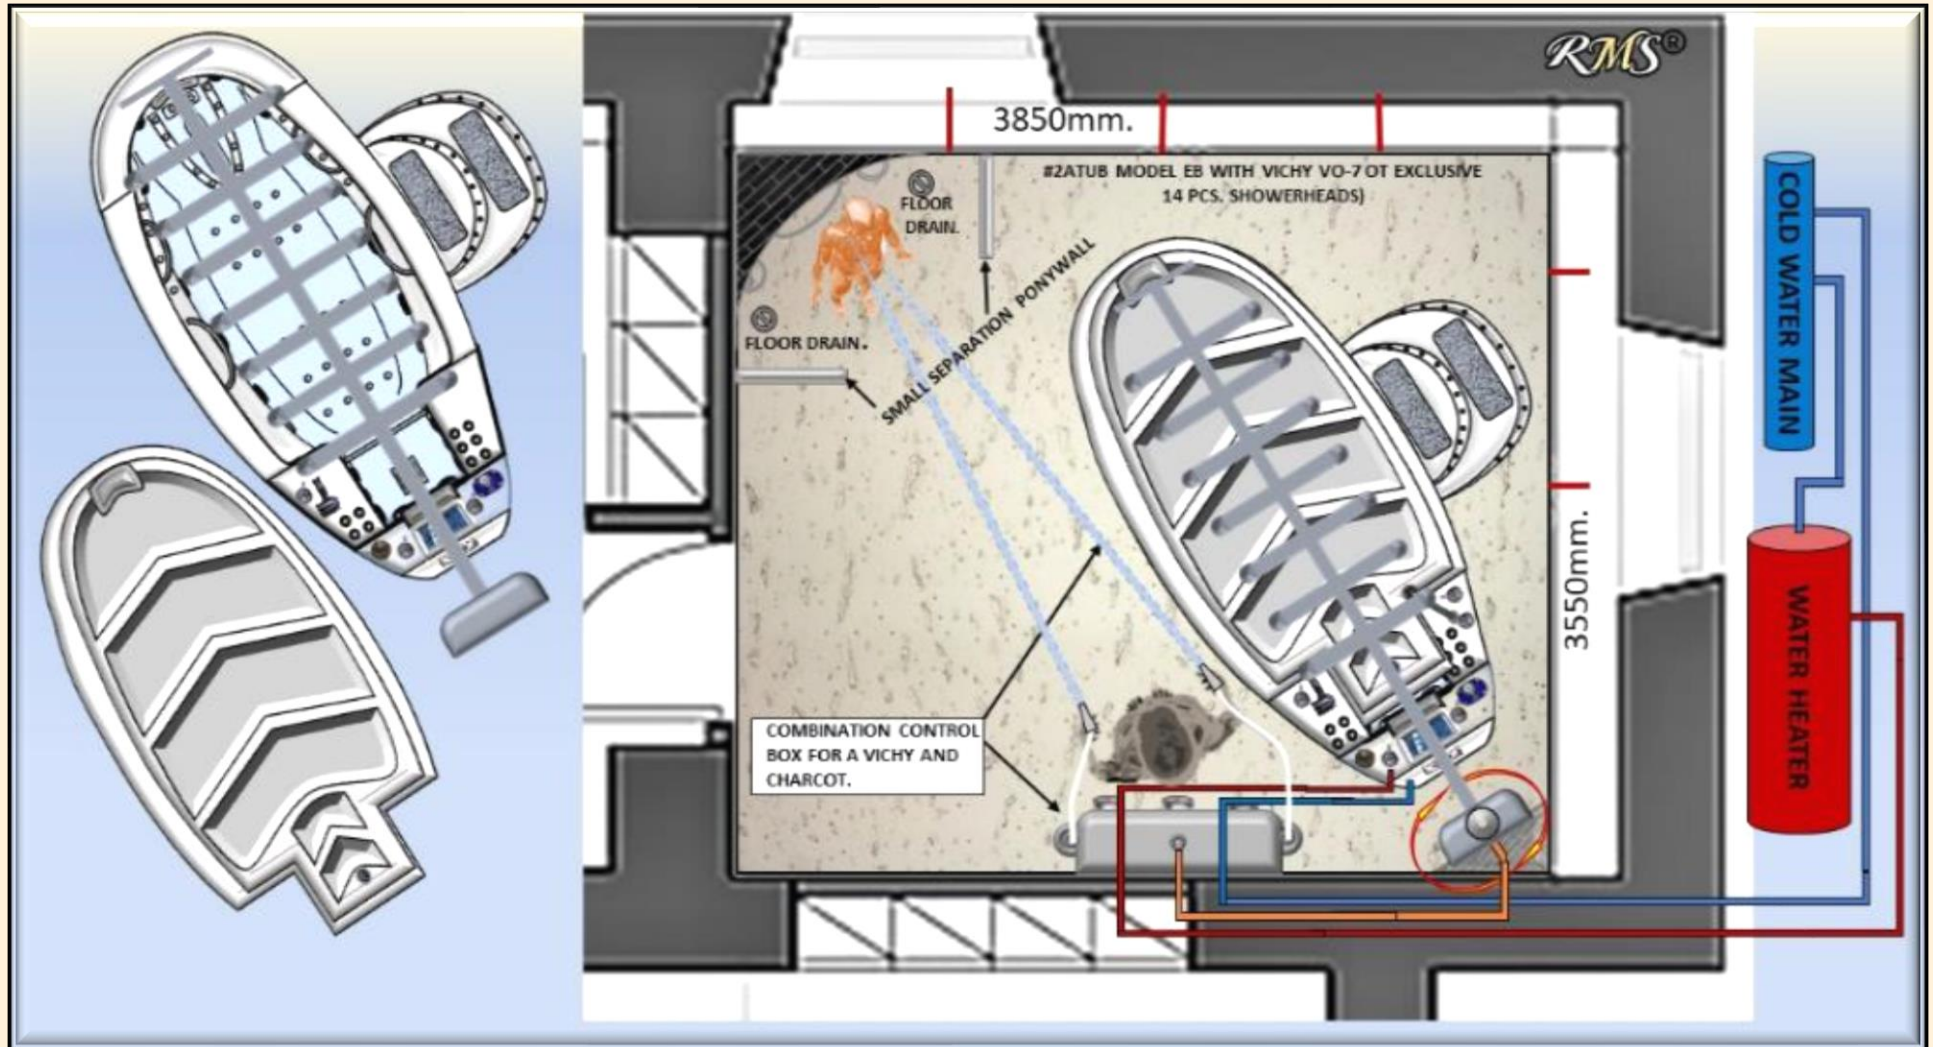 RMS®
3850mm.
#2ATUB MODEL EB WITH VICHY VO-7 OT EXCLUSIVE
14 PCS. SHOWERHEADS)
FLOOR
DRAIN.
SMALL SEPARATION PONYWALL
FLOOR DRAIN.
COLD WATER MAIN
3550mm.
WATER HEATER
COMBINATION CONTROL
BOX FOR A VICHY AND
CHARCOT.